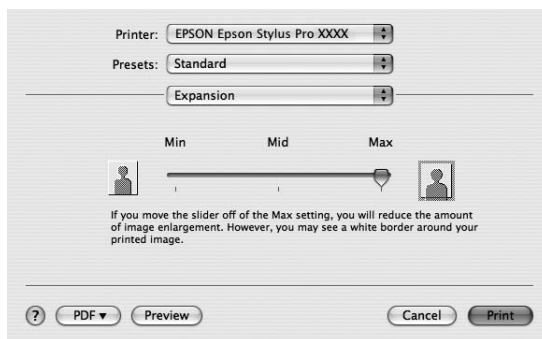 Printer: EPSON Epson Stylus Pro XXXX
Presets: Standard
Expansion
Min Mid Max
If you move the slider off of the Max setting, you will reduce the amount
of image enlargement. However, you may see a white border around your
printed image.
? PDF ▼ Preview Cancel Print